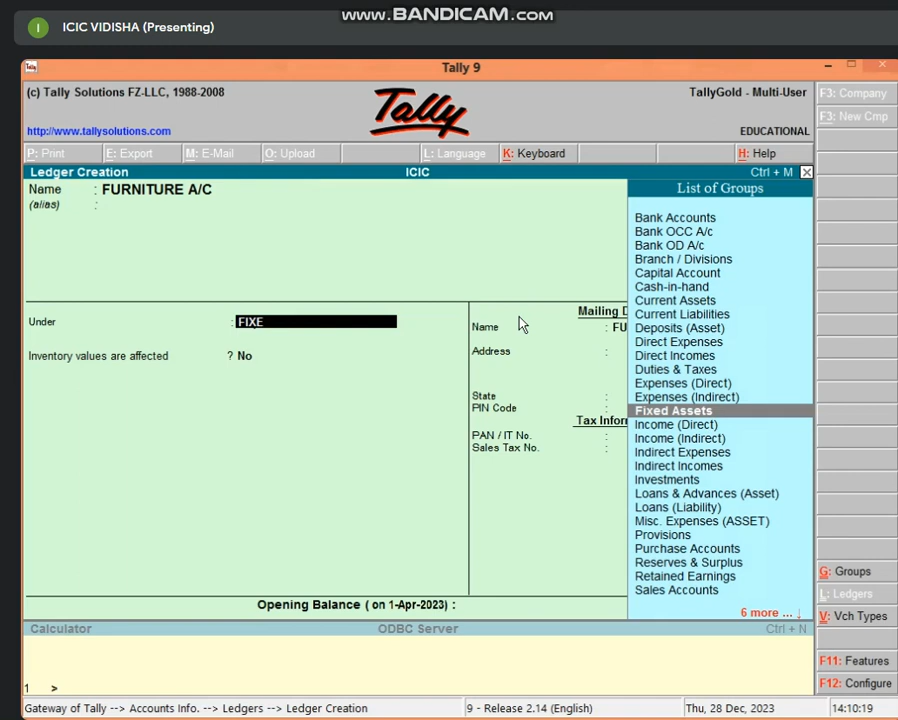 www.BANDICAM.com
I ICIC VIDISHA (Presenting)
Tally 9
(c) Tally Solutions FZ-LLC, 1988-2008
Tally
TallyGold - Multi-User
http://www.tallysolutions.com
EDUCATIONAL
P: Print E: Export M: E-Mail O: Upload L: Language K: Keyboard H: Help
Ledger Creation ICIC Ctrl + M
Name : FURNITURE A/C
(alias) :
Under : FIXE
Inventory values are affected ? No
Mailing D
Name : FU
Address :
State :
PIN Code :
Tax Infor
PAN / IT No. :
Sales Tax No. :
Opening Balance ( on 1-Apr-2023) :
List of Groups
Bank Accounts
Bank OCC A/c
Bank OD A/c
Branch / Divisions
Capital Account
Cash-in-hand
Current Assets
Current Liabilities
Deposits (Asset)
Direct Expenses
Direct Incomes
Duties & Taxes
Expenses (Direct)
Expenses (Indirect)
Fixed Assets
Income (Direct)
Income (Indirect)
Indirect Expenses
Indirect Incomes
Investments
Loans & Advances (Asset)
Loans (Liability)
Misc. Expenses (ASSET)
Provisions
Purchase Accounts
Reserves & Surplus
Retained Earnings
Sales Accounts
6 more ... ↓
F3: Company
F3: New Cmp
G: Groups
L: Ledgers
V: Vch Types
F11: Features
F12: Configure
Calculator ODBC Server Ctrl + N
1 >
Gateway of Tally --> Accounts Info. --> Ledgers --> Ledger Creation 9 - Release 2.14 (English) Thu, 28 Dec, 2023 14:10:19